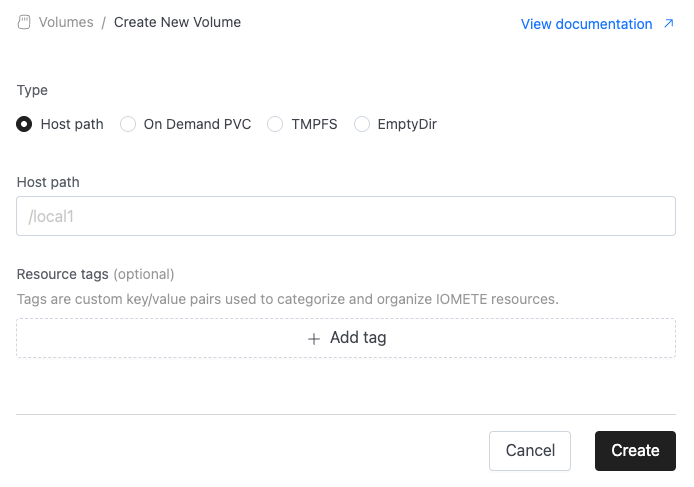 Volumes / Create New Volume
View documentation
Type
Host path
On Demand PVC
TMPFS
EmptyDir
Host path
/local1
Resource tags (optional)
Tags are custom key/value pairs used to categorize and organize IOMETE resources.
Add tag
Cancel
Create